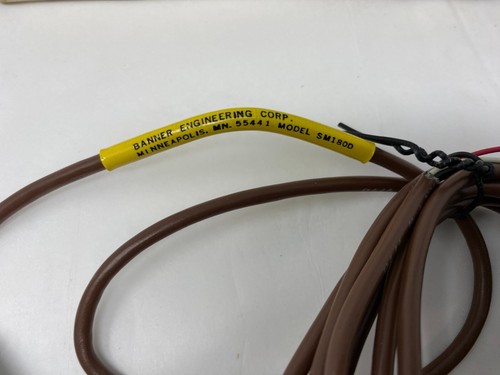 BANNER ENGINEERING CORP.
MINNEAPOLIS, MN. 55441 MODEL SM180D